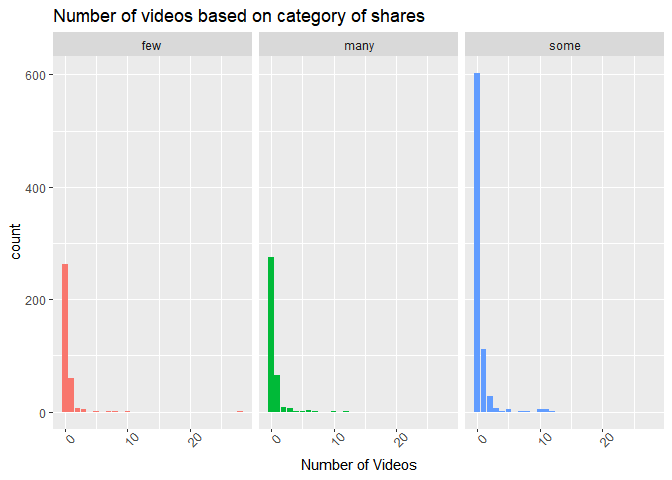 Number of videos based on category of shares
few many some
600
400
200
0
count
0 10 20 0 10 20 0 10 20
Number of Videos